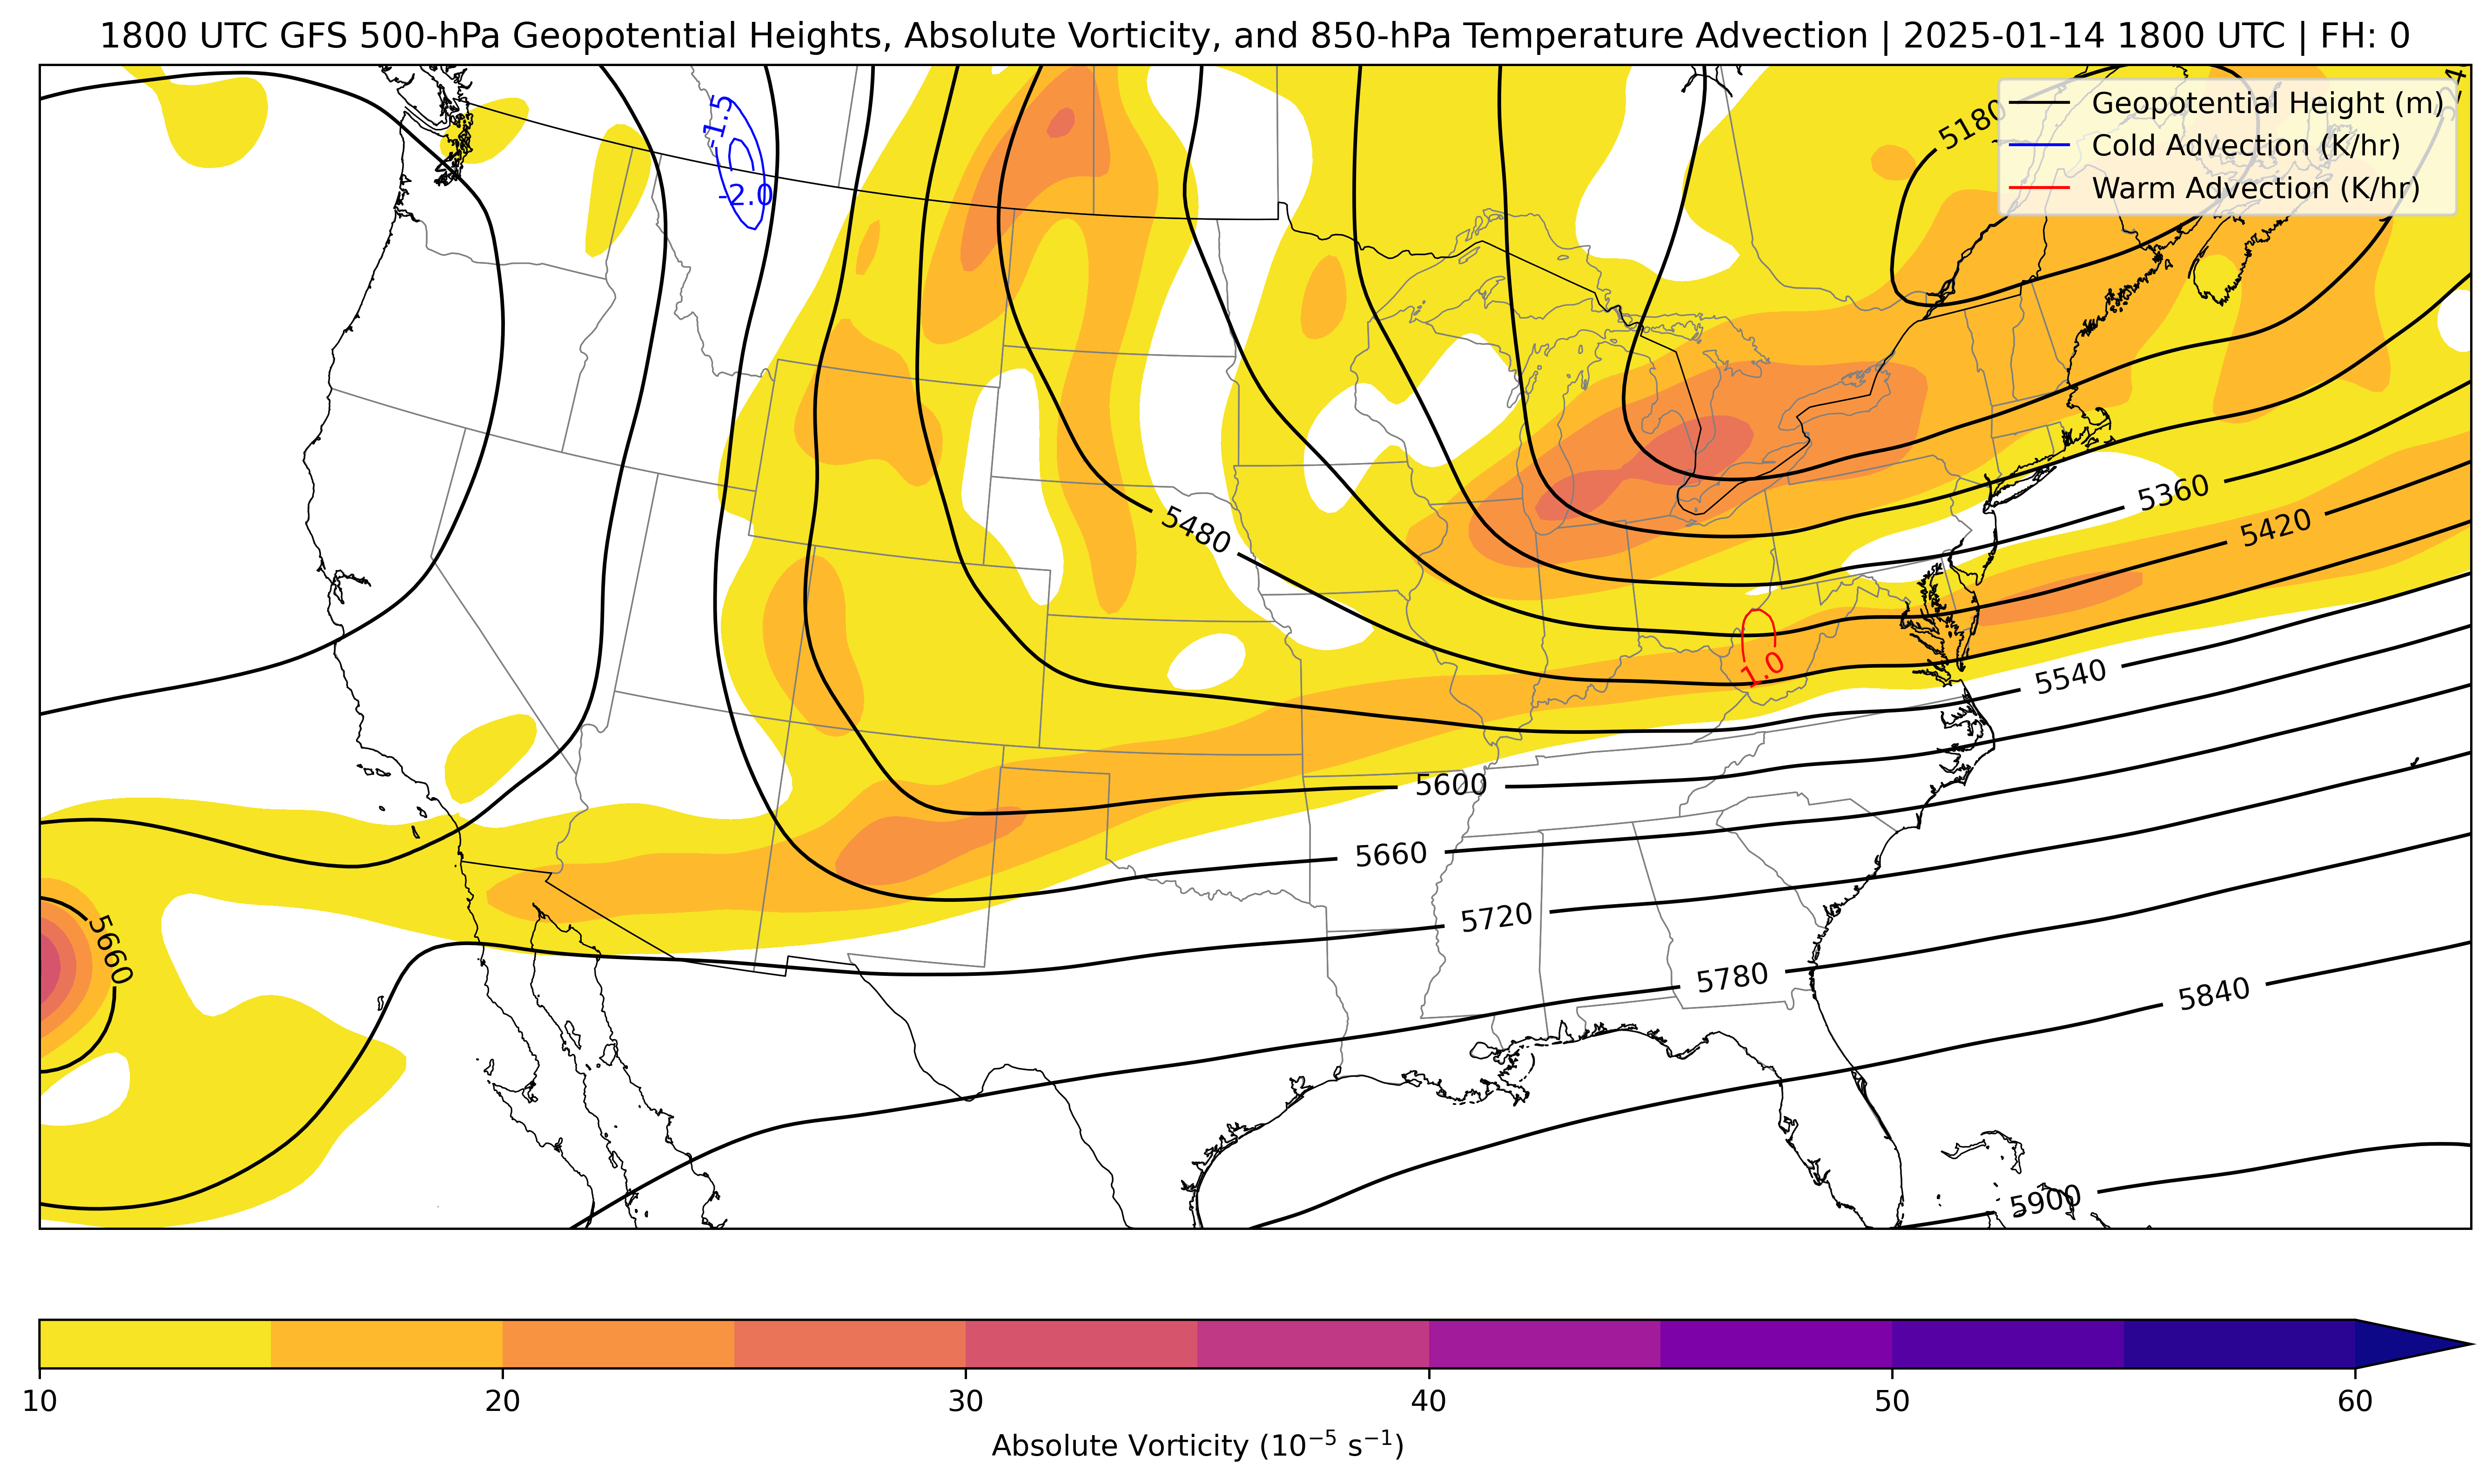 1800 UTC GFS 500-hPa Geopotential Heights, Absolute Vorticity, and 850-hPa Temperature Advection | 2025-01-14 1800 UTC | FH: 0
Geopotential Height (m)
Cold Advection (K/hr)
Warm Advection (K/hr)
-1.5
-2.0
5180
5480
5360
5420
1.0
5540
5600
5660
5660
5720
5780
5840
5900
10 20 30 40 50 60
Absolute Vorticity (10⁻⁵ s⁻¹)